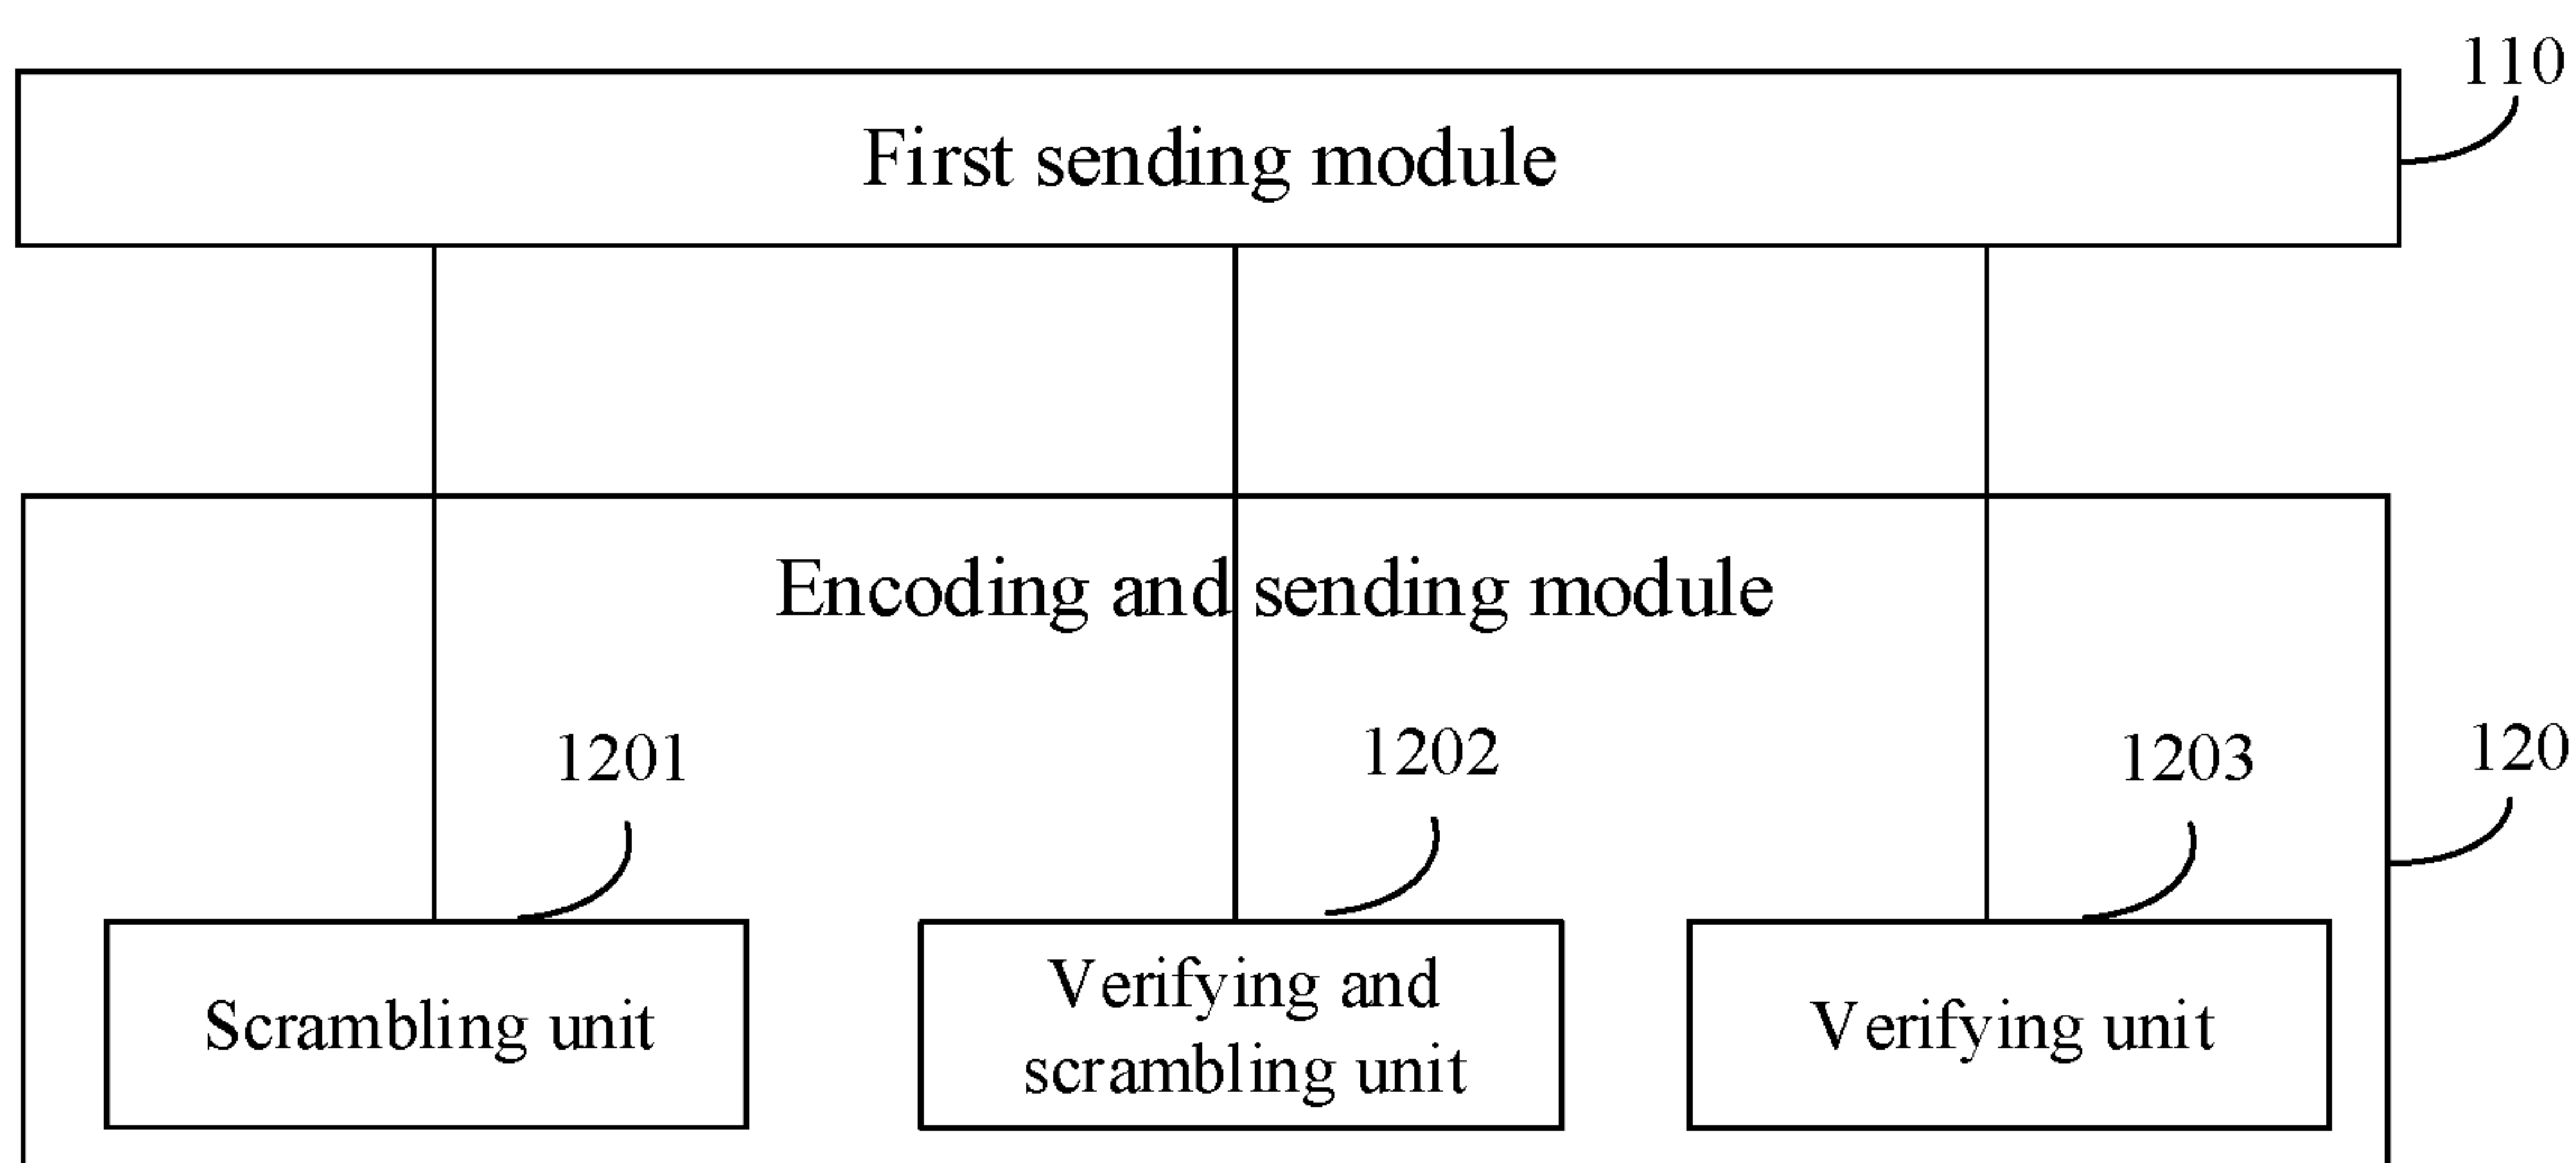 110
First sending module
Encoding and sending module
1201
1202
1203
120
Scrambling unit
Verifying and
scrambling unit
Verifying unit